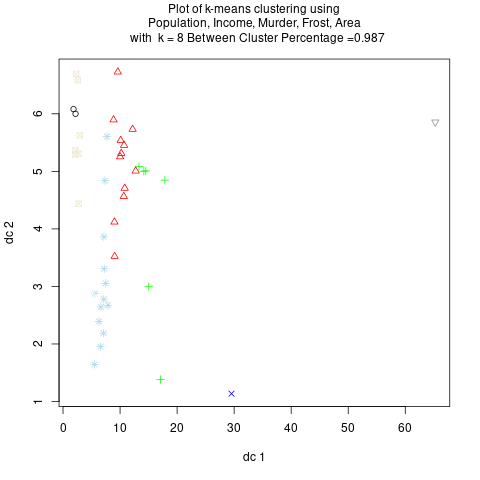 Plot of k-means clustering using
Population, Income, Murder, Frost, Area
with k = 8 Between Cluster Percentage =0.987
6
5
4
3
2
1
dc 2
0 10 20 30 40 50 60
dc 1